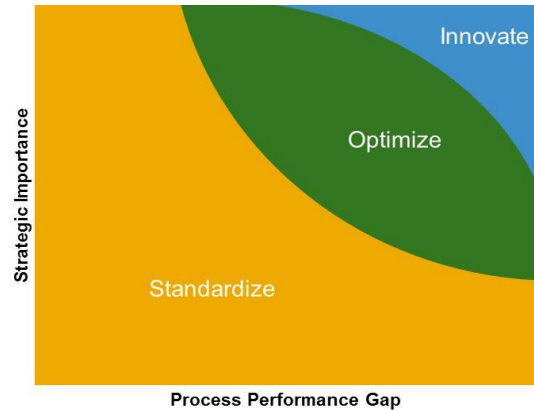 Innovate
Optimize
Strategic Importance
Standardize
Process Performance Gap